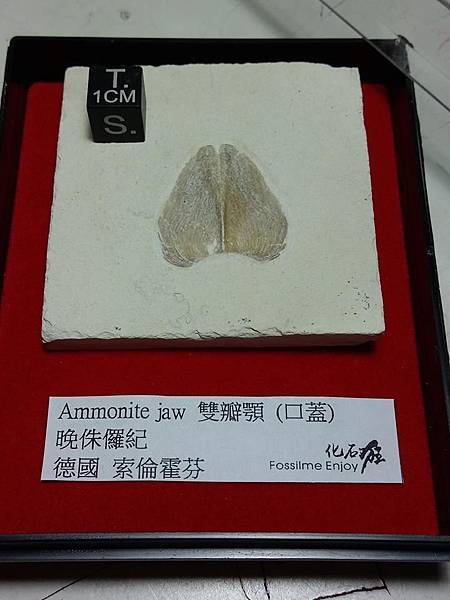 T.
1CM
S.
Ammonite jaw 雙瓣顎 (口蓋)
晚侏儸紀
德國 索倫霍芬
化石
Fossilme Enjoy